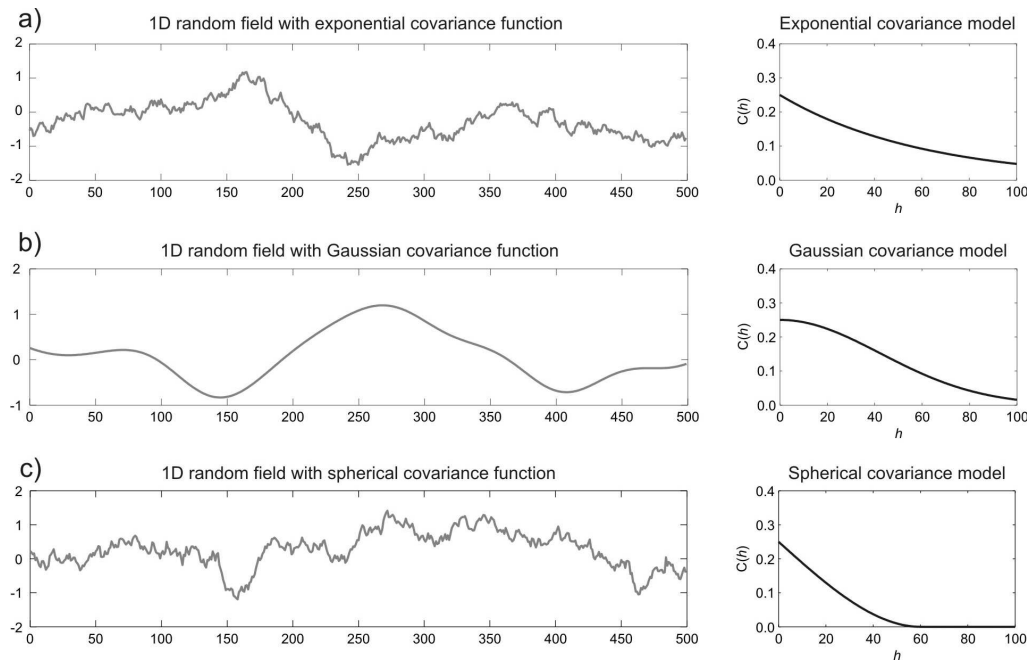 a)
1D random field with exponential covariance function
2
1
0
-1
-2
0 50 100 150 200 250 300 350 400 450 500
Exponential covariance model
0.4
0.3
0.2
0.1
0.0
C(h)
0 20 40 60 80 100
h
b)
1D random field with Gaussian covariance function
2
1
0
-1
0 50 100 150 200 250 300 350 400 450 500
Gaussian covariance model
0.4
0.3
0.2
0.1
0.0
C(h)
0 20 40 60 80 100
h
c)
1D random field with spherical covariance function
2
1
0
-1
-2
0 50 100 150 200 250 300 350 400 450 500
Spherical covariance model
0.4
0.3
0.2
0.1
0.0
C(h)
0 20 40 60 80 100
h